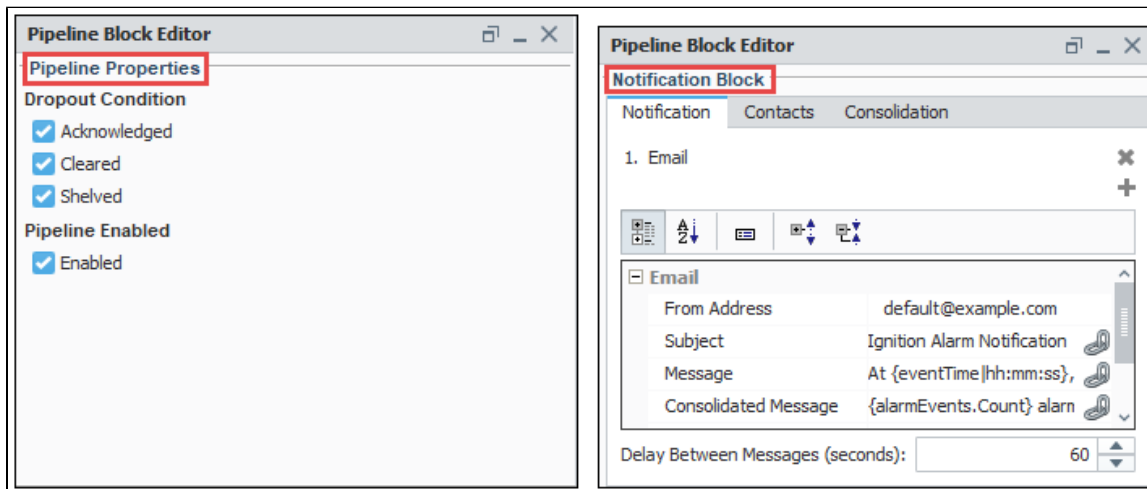 Pipeline Block Editor
Pipeline Properties
Dropout Condition
Acknowledged
Cleared
Shelved
Pipeline Enabled
Enabled
Pipeline Block Editor
Notification Block
Notification Contacts Consolidation
1. Email
Email
From Address default@example.com
Subject Ignition Alarm Notification
Message At {eventTime|hh:mm:ss},
Consolidated Message {alarmEvents.Count} alarn
Delay Between Messages (seconds): 60